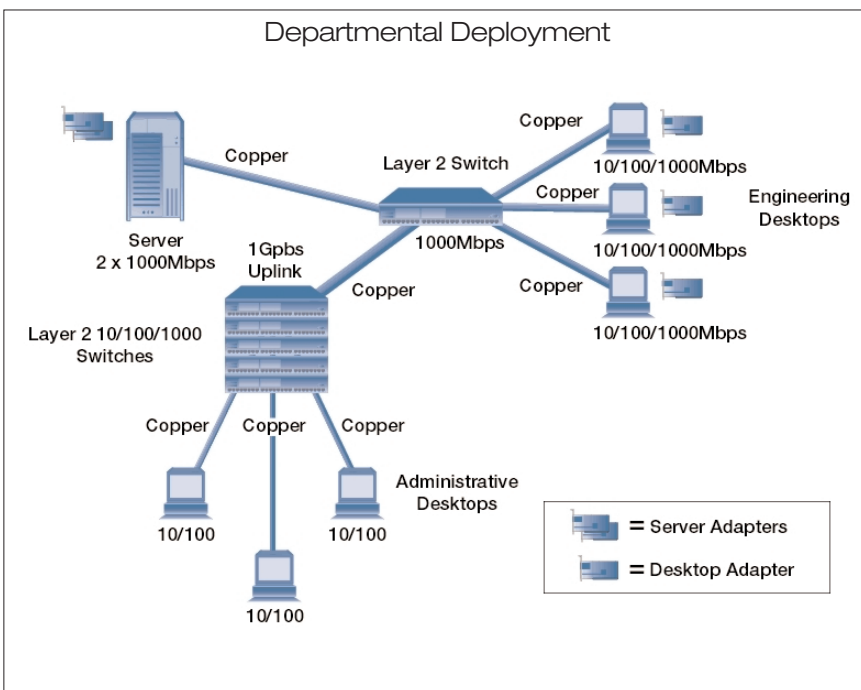 Departmental Deployment
Copper
Server
2 x 1000Mbps
Layer 2 Switch
1000Mbps
Copper
10/100/1000Mbps
Copper
10/100/1000Mbps
Copper
10/100/1000Mbps
Engineering
Desktops
1Gpbs
Uplink
Copper
Layer 2 10/100/1000
Switches
Copper
Copper
Copper
10/100
10/100
10/100
Administrative
Desktops
= Server Adapters
= Desktop Adapter